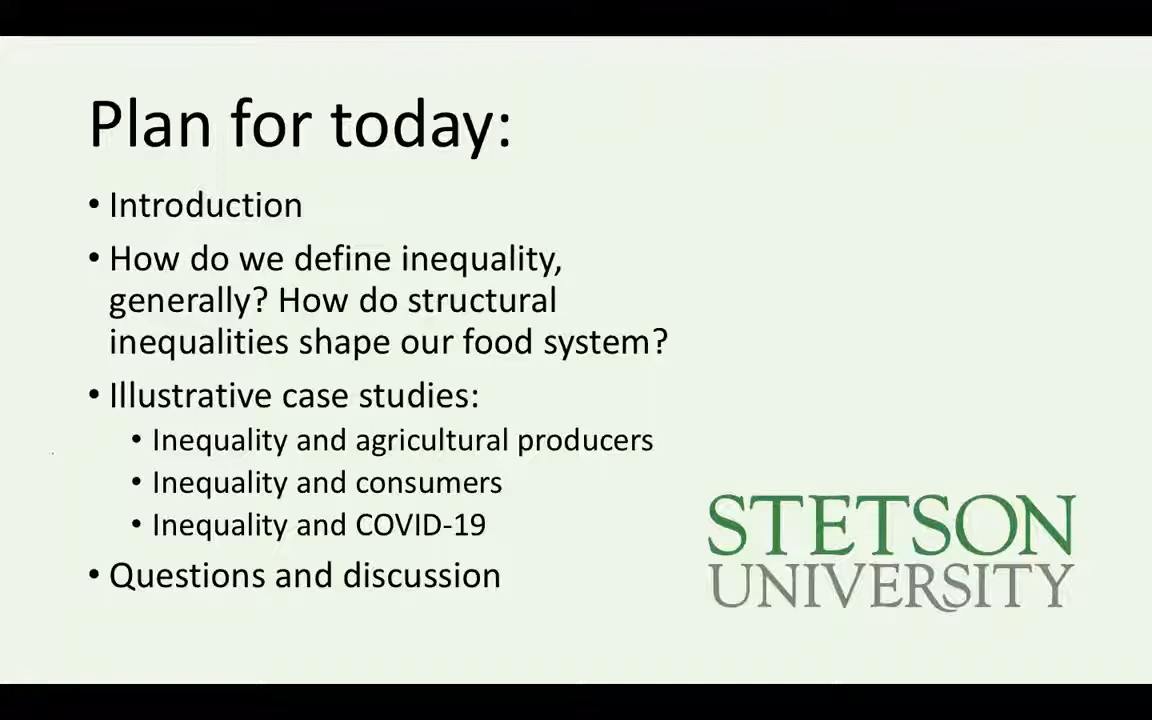 Plan for today:
• Introduction
• How do we define inequality,
generally? How do structural
inequalities shape our food system?
• Illustrative case studies:
• Inequality and agricultural producers
• Inequality and consumers
• Inequality and COVID-19
• Questions and discussion
STETSON
UNIVERSITY